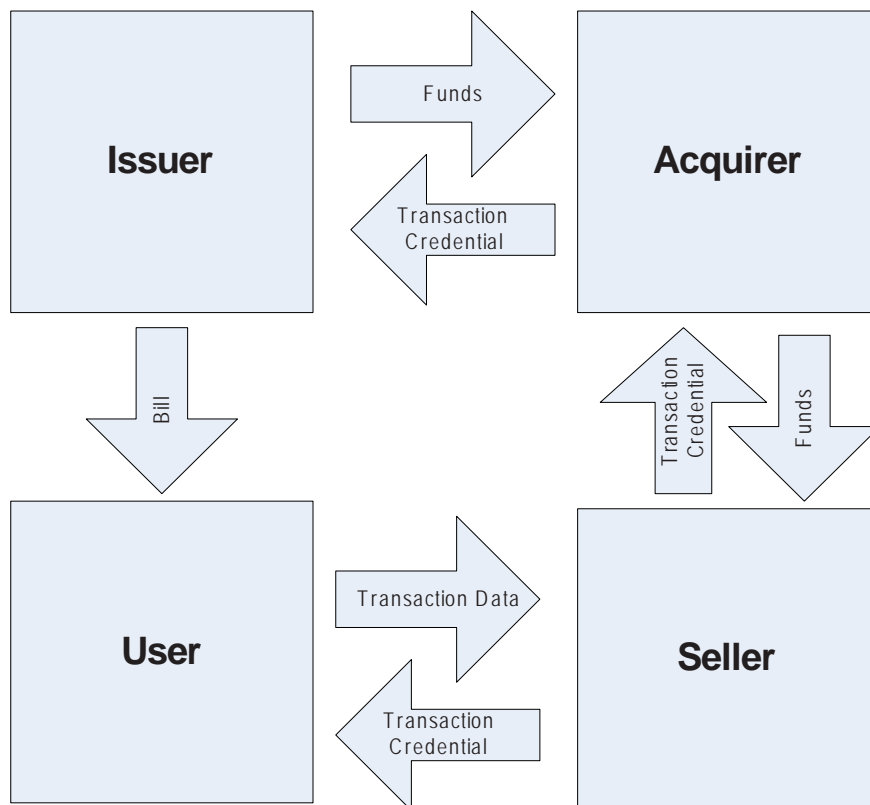 Funds
Issuer
Acquirer
Transaction
Credential
Bill
Transaction
Credential
Funds
Transaction Data
User
Seller
Transaction
Credential